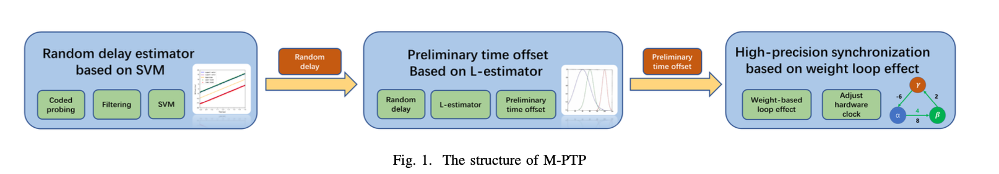 Random delay estimator
based on SVM
Coded
probing
Filtering
SVM
Random
delay
Preliminary time offset
Based on L-estimator
Random
delay
L-estimator
Preliminary
time offset
Preliminary
time offset
High-precision synchronization
based on weight loop effect
Weight-based
loop effect
Adjust
hardware
clock
γ
-6
2
α
4
8
β
Fig. 1. The structure of M-PTP